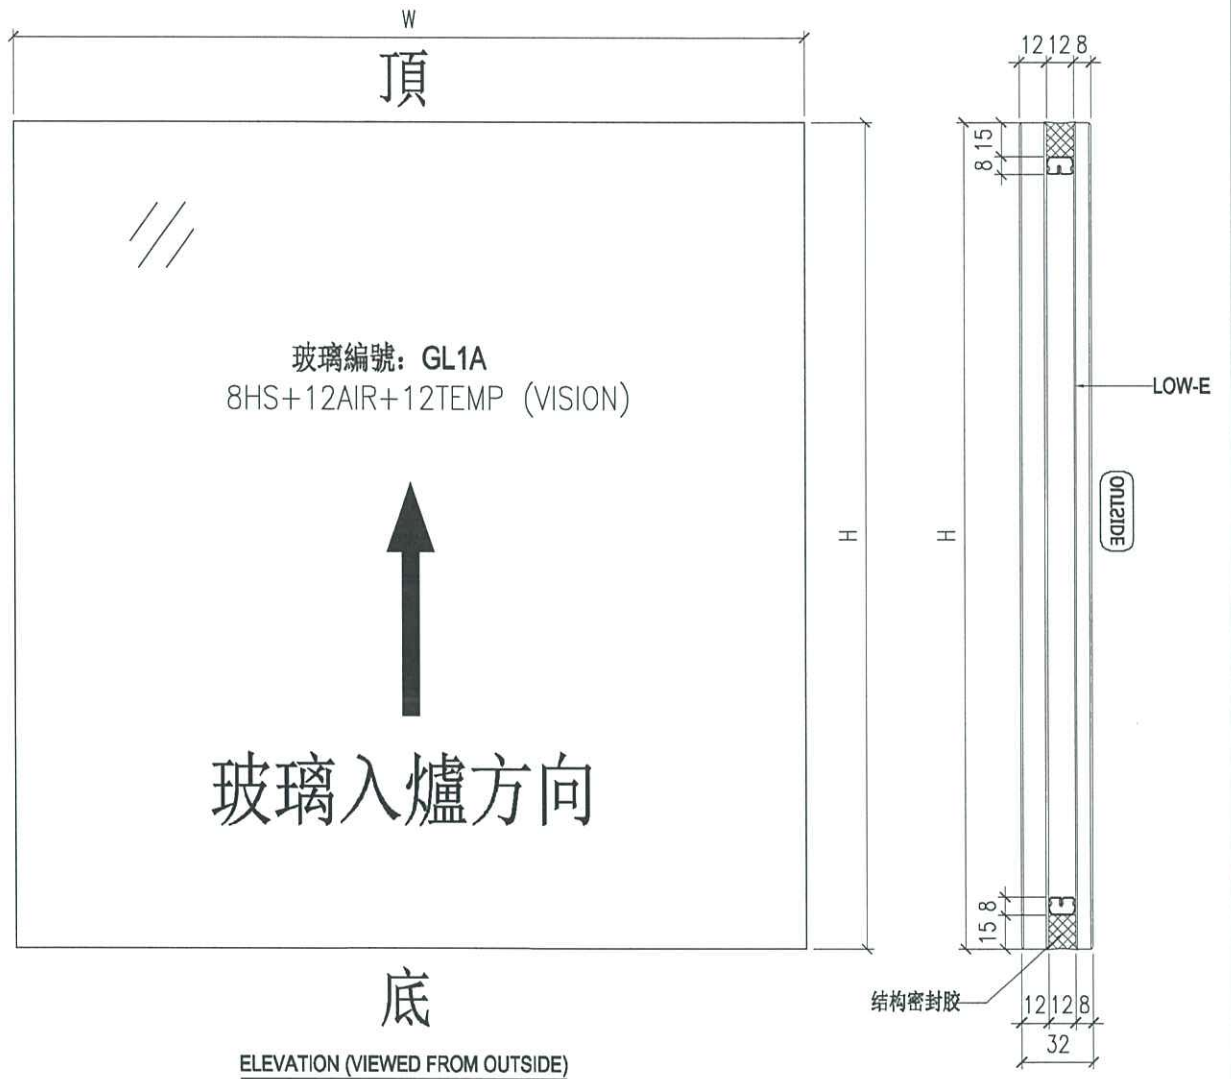 W
頂
玻璃編號：GL1A
8HS+12AIR+12TEMP (VISION)
玻璃入爐方向
底
ELEVATION (VIEWED FROM OUTSIDE)
H
12 12 8
15
8
H
LOW-E
OUTSIDE
8
15
结构密封胶
12 12 8
32